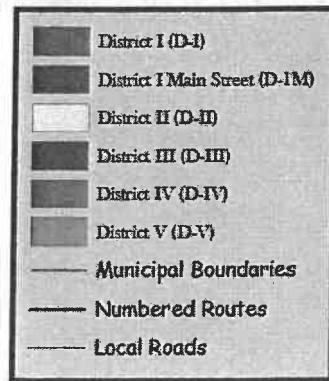 District I (D-I)
District I Main Street (D-1M)
District II (D-II)
District III (D-III)
District IV (D-IV)
District V (D-V)
Municipal Boundaries
Numbered Routes
Local Roads